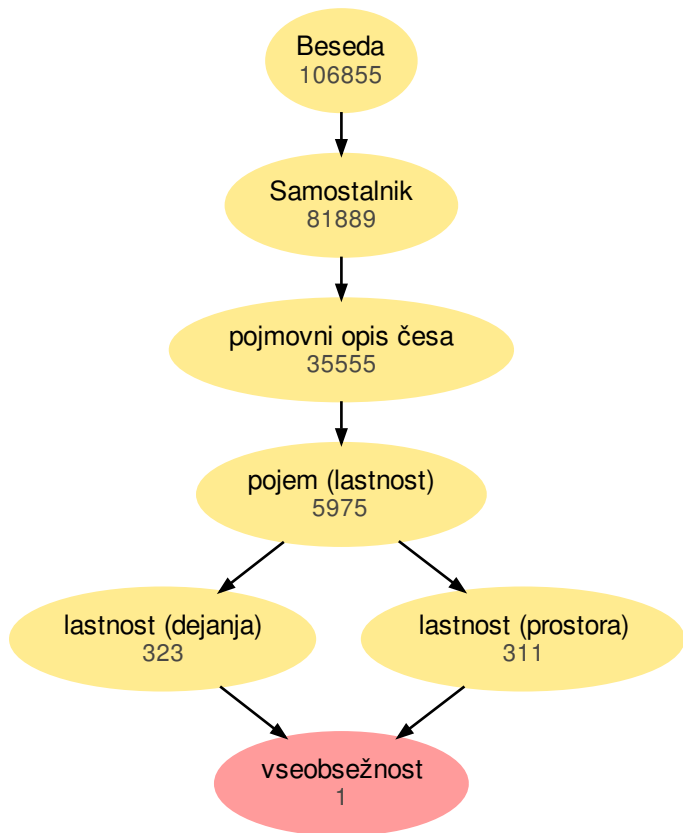 Beseda
106855
Samostalnik
81889
pojmovni opis česa
35555
pojem (lastnost)
5975
lastnost (dejanja)
323
lastnost (prostora)
311
vseobsežnost
1